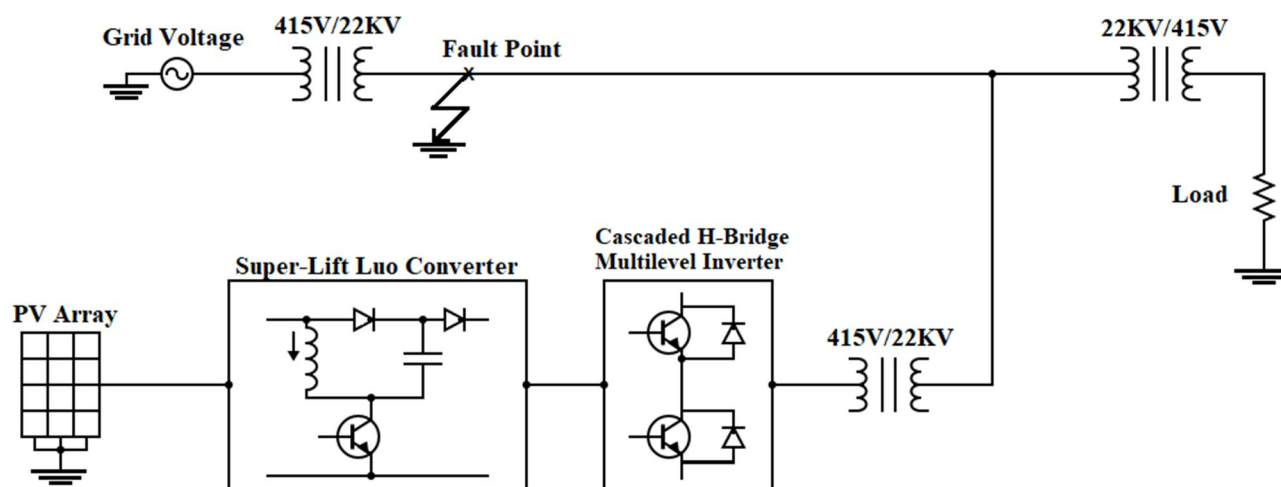 415V/22KV
22KV/415V
Grid Voltage
Fault Point
Load
Cascaded H-Bridge
Multilevel Inverter
Super-Lift Luo Converter
PV Array
415V/22KV